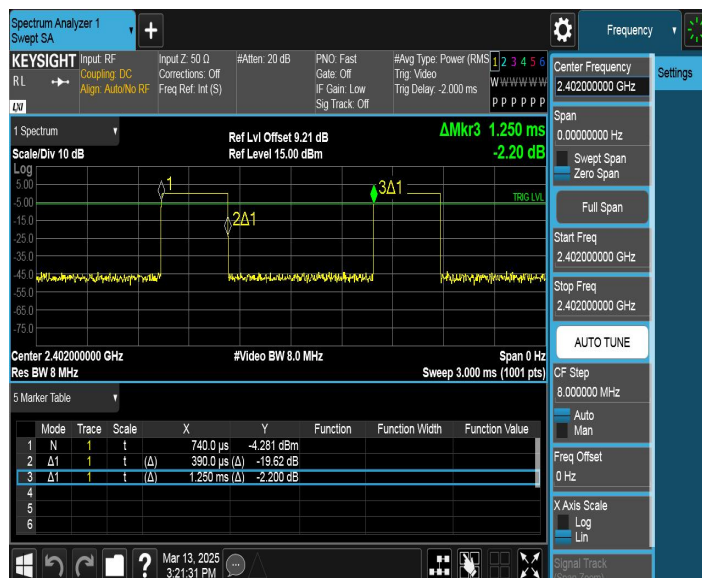 Spectrum Analyzer 1
Swept SA
KEYSIGHT
RL
LXI
Input: RF
Coupling: DC
Align: Auto/No RF
Input Z: 50 Ω
Corrections: Off
Freq Ref: Int (S)
#Atten: 20 dB
PNO: Fast
Gate: Off
IF Gain: Low
Sig Track: Off
#Avg Type: Power (RMS
Trig: Video
Trig Delay: -2.000 ms
1 2 3 4 5 6
W W W W W W
P P P P P P
1 Spectrum
Scale/Div 10 dB
Ref Lvl Offset 9.21 dB
Ref Level 15.00 dBm
ΔMkr3 1.250 ms
-2.20 dB
Log
5.00
-5.00
-15.0
-25.0
-35.0
-45.0
-55.0
-65.0
-75.0
1
2Δ1
3Δ1
TRIG LVL
Center 2.402000000 GHz
Res BW 8 MHz
#Video BW 8.0 MHz
Span 0 Hz
Sweep 3.000 ms (1001 pts)
5 Marker Table
Mode Trace Scale X Y Function Function Width Function Value
1 N 1 t 740.0 µs -4.281 dBm
2 Δ1 1 t (Δ) 390.0 µs (Δ) -19.62 dB
3 Δ1 1 t (Δ) 1.250 ms (Δ) -2.200 dB
4
5
6
?
Mar 13, 2025
3:21:31 PM
Frequency
Settings
Center Frequency
2.402000000 GHz
Span
0.00000000 Hz
Swept Span
Zero Span
Full Span
Start Freq
2.402000000 GHz
Stop Freq
2.402000000 GHz
AUTO TUNE
CF Step
8.000000 MHz
Auto
Man
Freq Offset
0 Hz
X Axis Scale
Log
Lin
Signal Track
(Span Zoom)